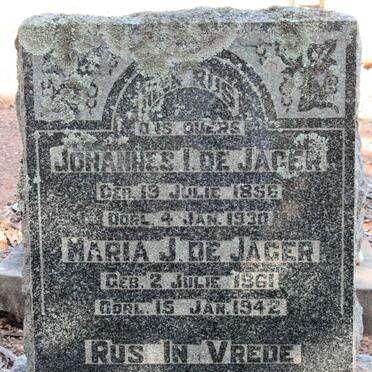 HIER RUS
ONS OUERS
JOHANNES I. DE JAGER
GEB. 19 JULIE 1856
OORL. 4 JAN. 1930
MARIA J. DE JAGER
GEB. 2 JULIE 1861
OORL. 15 JAN. 1942
RUS IN VREDE